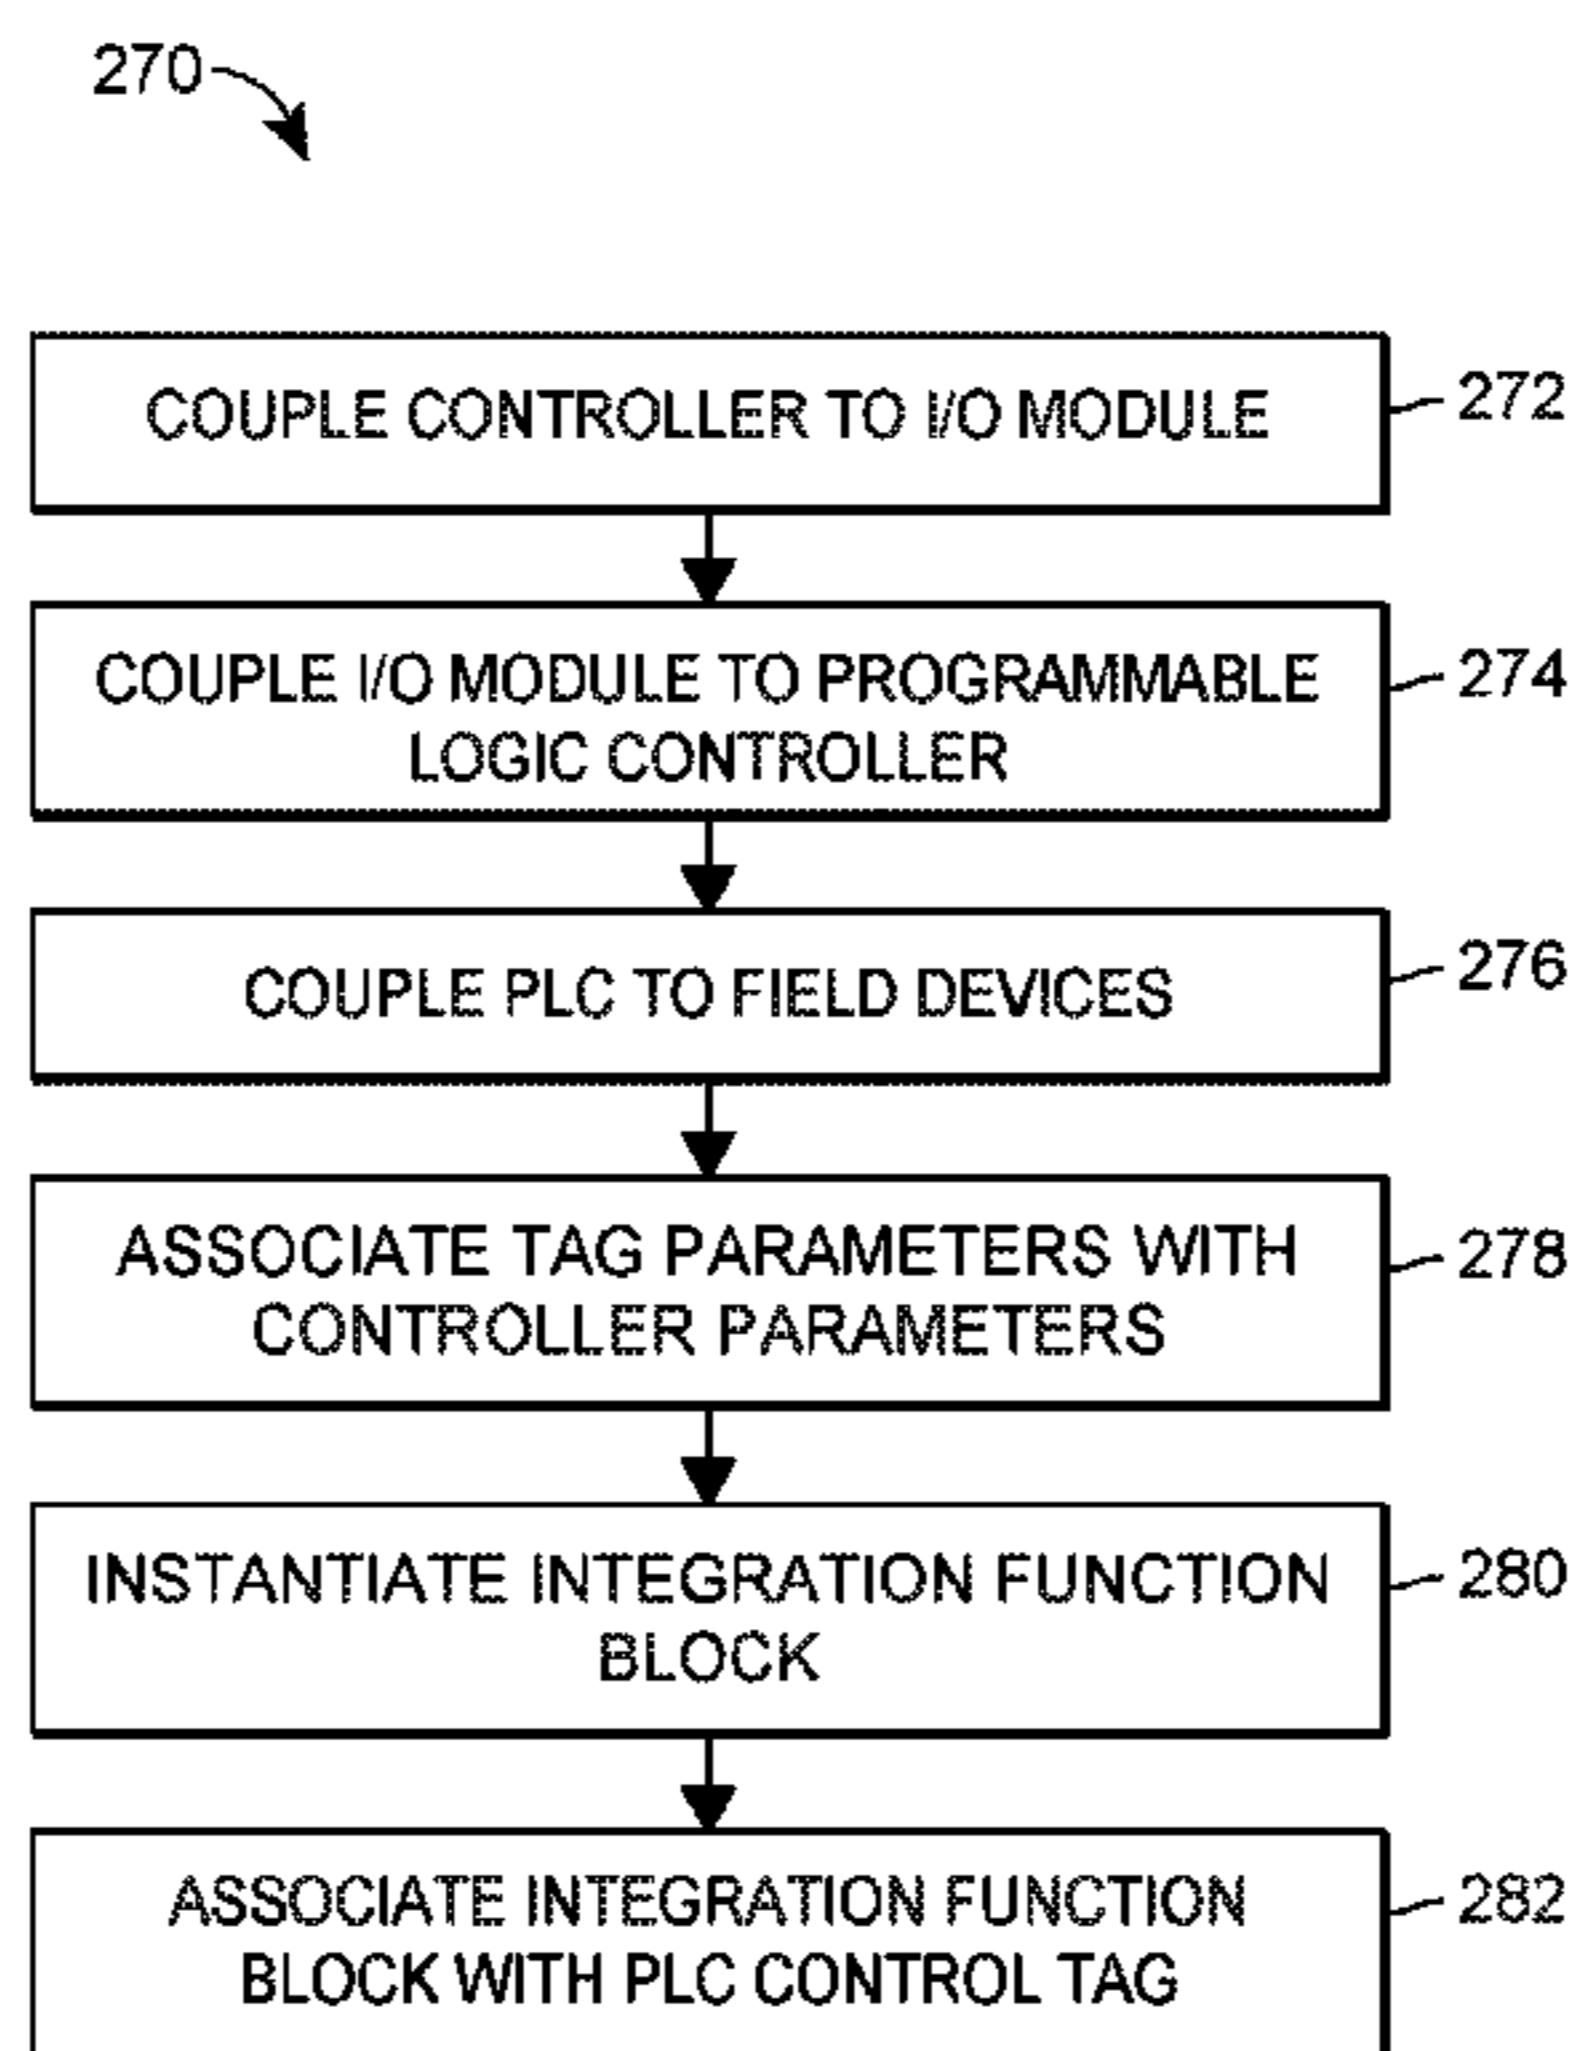 270
COUPLE CONTROLLER TO I/O MODULE
272
COUPLE I/O MODULE TO PROGRAMMABLE
LOGIC CONTROLLER
274
COUPLE PLC TO FIELD DEVICES
276
ASSOCIATE TAG PARAMETERS WITH
CONTROLLER PARAMETERS
278
INSTANTIATE INTEGRATION FUNCTION
BLOCK
280
ASSOCIATE INTEGRATION FUNCTION
BLOCK WITH PLC CONTROL TAG
282